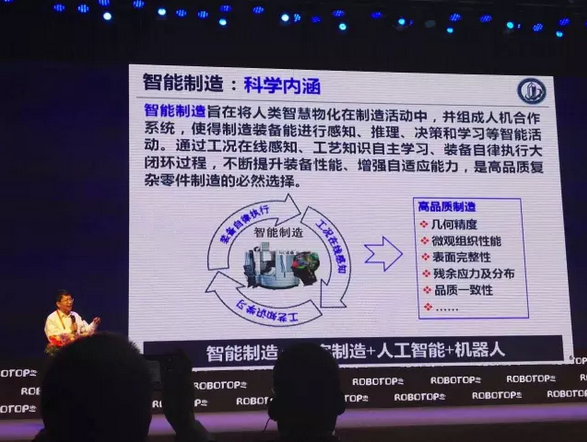 智能制造：科学内涵
智能制造旨在将人类智慧物化在制造活动中，并组成人机合作
系统，使得制造装备能进行感知、推理、决策和学习等智能活
动。通过工况在线感知、工艺知识自主学习、装备自律执行大
闭环过程，不断提升装备性能、增强自适应能力，是高品质复
杂零件制造的必然选择。
装备自律执行
工况在线感知
工艺知识学习
智能制造
高品质制造
❖ 几何精度
❖ 微观组织性能
❖ 表面完整性
❖ 残余应力及分布
❖ 品质一致性
❖ ……
智能制造 制造+人工智能+机器人
6
ROBOTOP
ROBOTOP
ROBOTOP
ROBOTOP
ROBOTOP
ROBOTOP
ROBOTOP